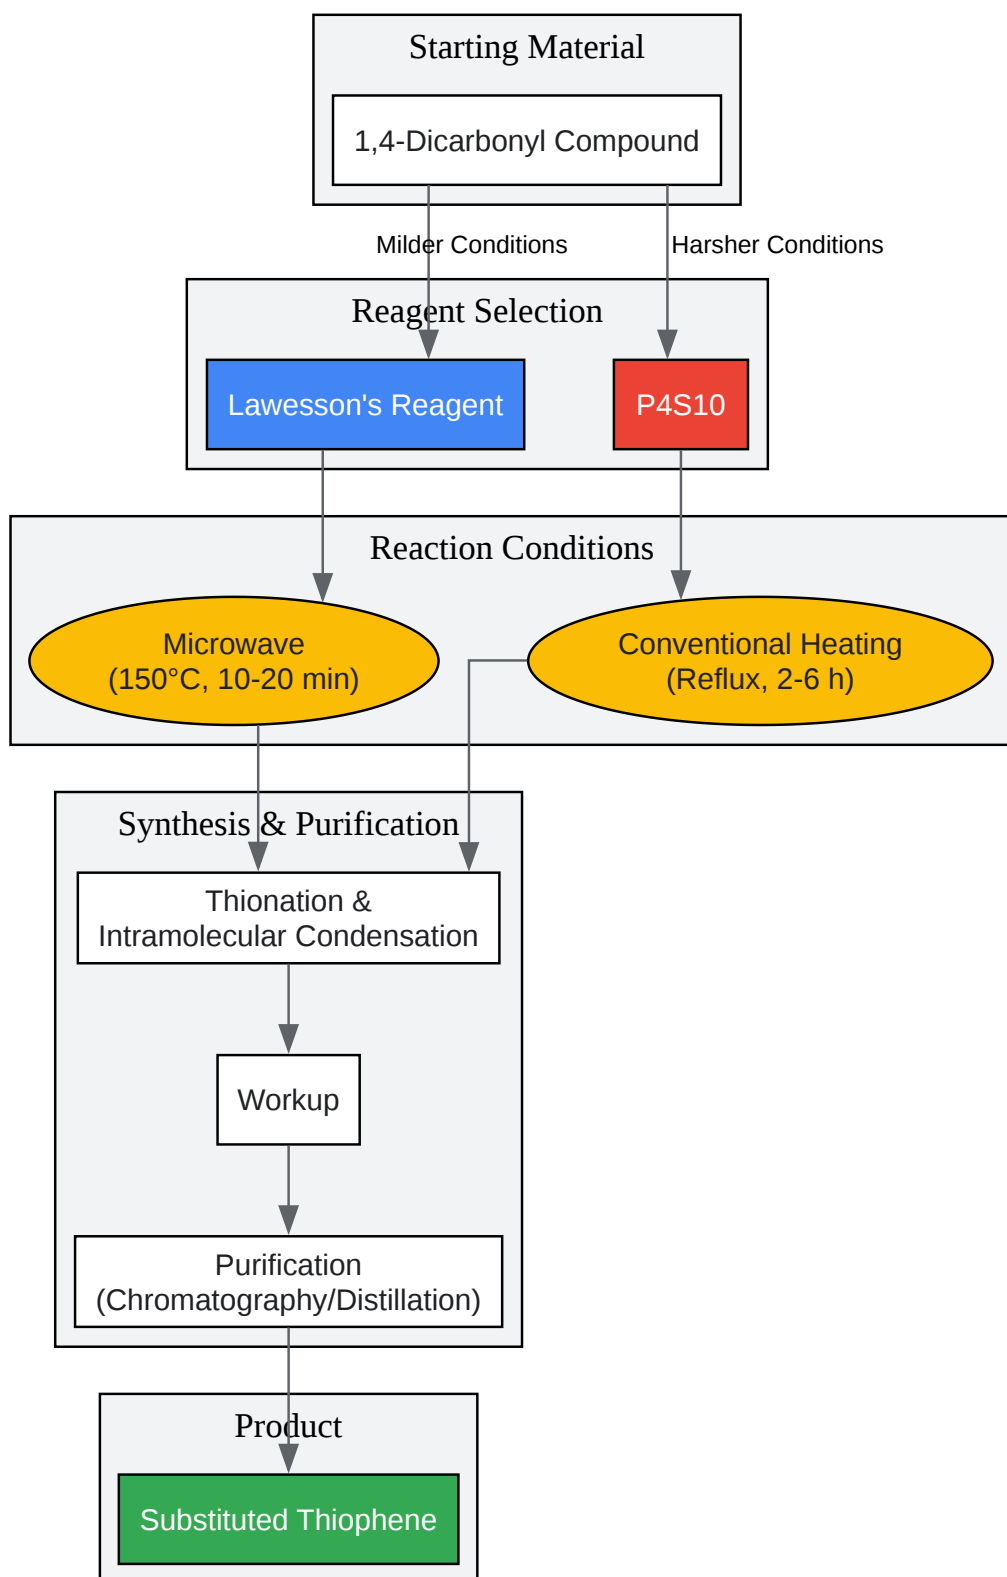 Starting Material
1,4-Dicarbonyl Compound
Milder Conditions
Harsher Conditions
Reagent Selection
Lawesson's Reagent
P4S10
Reaction Conditions
Microwave
(150°C, 10-20 min)
Conventional Heating
(Reflux, 2-6 h)
Synthesis & Purification
Thionation &
Intramolecular Condensation
Workup
Purification
(Chromatography/Distillation)
Product
Substituted Thiophene